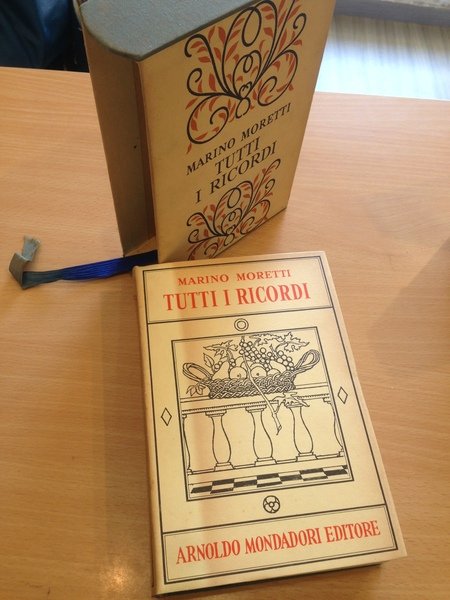 MARINO MORETTI
TUTTI
I RICORDI
MARINO MORETTI
TUTTI I RICORDI
ARNOLDO MONDADORI EDITORE